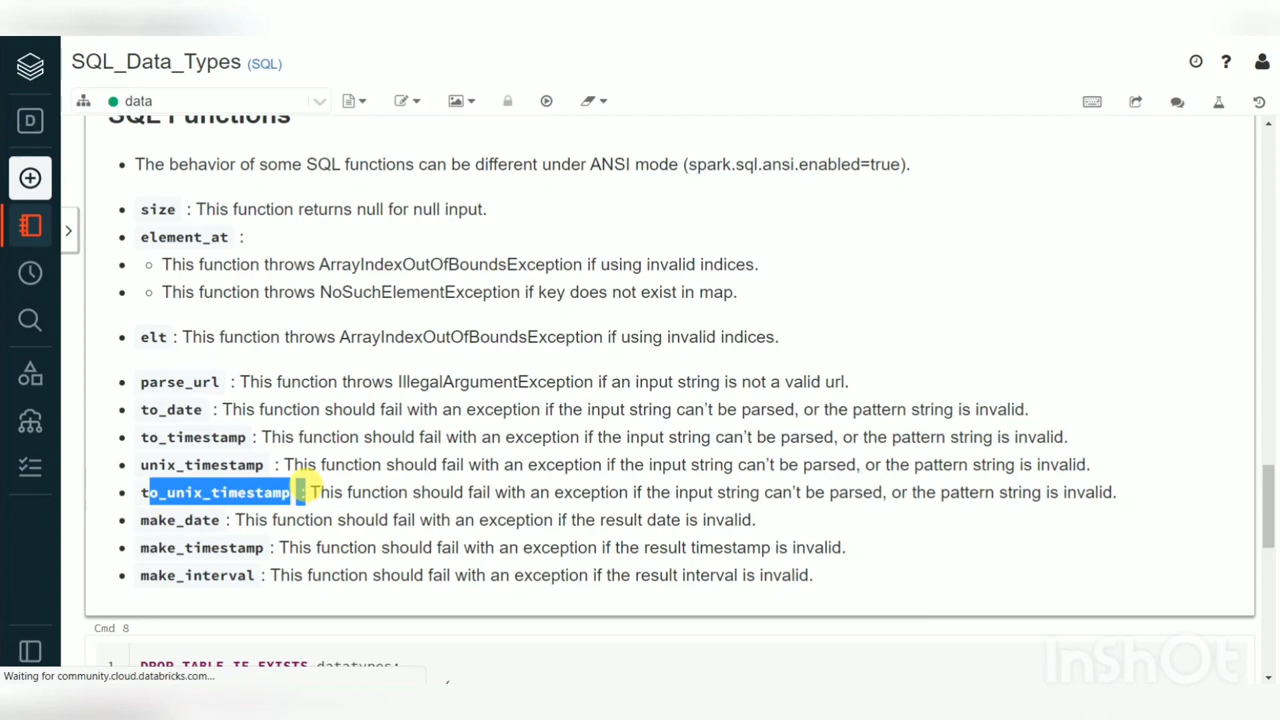 SQL_Data_Types (SQL)
data
D
SQL Functions
The behavior of some SQL functions can be different under ANSI mode (spark.sql.ansi.enabled=true).
size : This function returns null for null input.
element_at :
This function throws ArrayIndexOutOfBoundsException if using invalid indices.
This function throws NoSuchElementException if key does not exist in map.
elt : This function throws ArrayIndexOutOfBoundsException if using invalid indices.
parse_url : This function throws IllegalArgumentException if an input string is not a valid url.
to_date : This function should fail with an exception if the input string can't be parsed, or the pattern string is invalid.
to_timestamp : This function should fail with an exception if the input string can't be parsed, or the pattern string is invalid.
unix_timestamp : This function should fail with an exception if the input string can't be parsed, or the pattern string is invalid.
to_unix_timestamp : This function should fail with an exception if the input string can't be parsed, or the pattern string is invalid.
make_date : This function should fail with an exception if the result date is invalid.
make_timestamp : This function should fail with an exception if the result timestamp is invalid.
make_interval : This function should fail with an exception if the result interval is invalid.
Cmd 8
1 DROP TABLE IF EXISTS datatypes;
Waiting for community.cloud.databricks.com...
InShOt